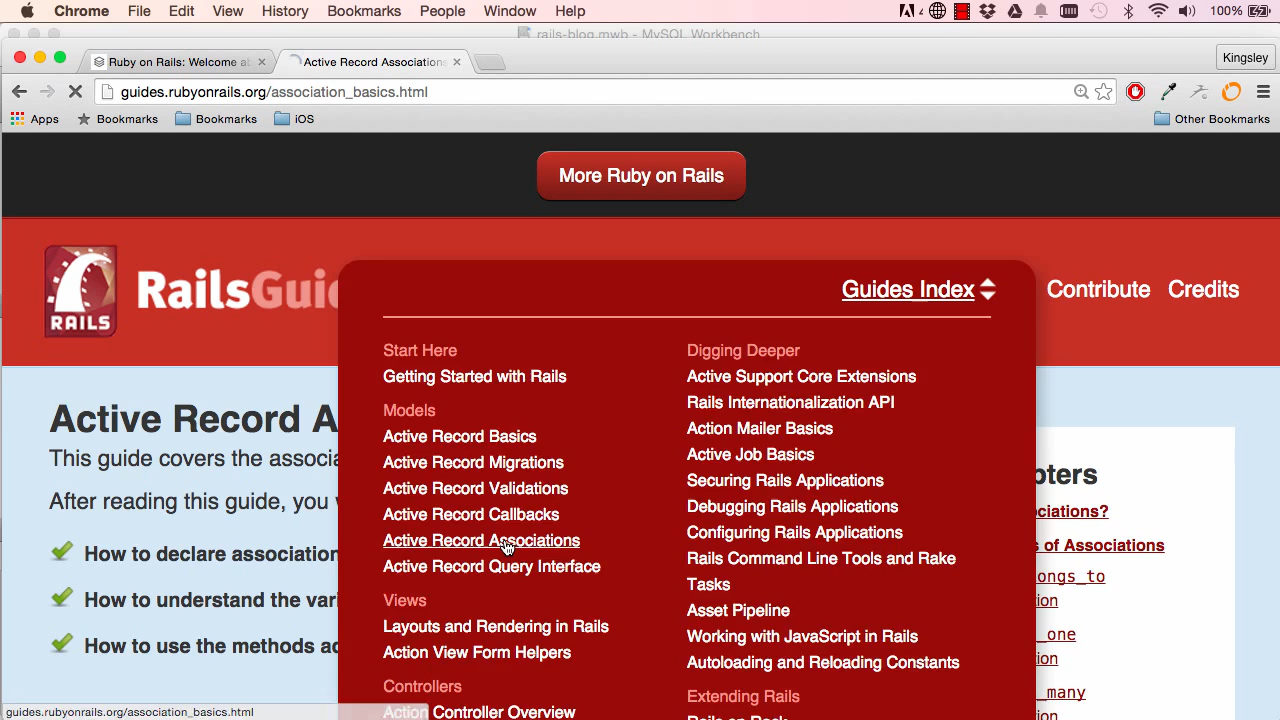 Chrome File Edit View History Bookmarks People Window Help 4 100%
rails-blog.mwb - MySQL Workbench
Ruby on Rails: Welcome ab × Active Record Associations × Kingsley
guides.rubyonrails.org/association_basics.html
Apps Bookmarks Bookmarks iOS Other Bookmarks
More Ruby on Rails
RAILS
RailsGui
Guides Index
Contribute Credits
Start Here
Getting Started with Rails
Models
Active Record Basics
Active Record Migrations
Active Record Validations
Active Record Callbacks
Active Record Associations
Active Record Query Interface
Views
Layouts and Rendering in Rails
Action View Form Helpers
Controllers
Action Controller Overview
Digging Deeper
Active Support Core Extensions
Rails Internationalization API
Action Mailer Basics
Active Job Basics
Securing Rails Applications
Debugging Rails Applications
Configuring Rails Applications
Rails Command Line Tools and Rake
Tasks
Asset Pipeline
Working with JavaScript in Rails
Autoloading and Reloading Constants
Extending Rails
Rails on Rack
Active Record A
This guide covers the associa
After reading this guide, you
How to declare association
How to understand the vari
How to use the methods ad
pters
ociations?
s of Associations
ongs_to
ion
_one
ion
_many
ion
guides.rubyonrails.org/association_basics.html